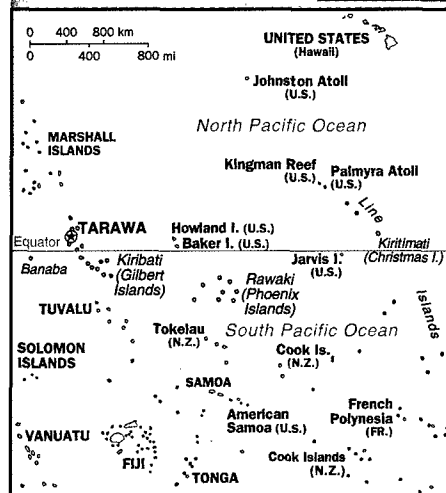 UNITED STATES
(Hawaii)
0 400 800 km
0 400 800 mi
Johnston Atoll
(U.S.)
North Pacific Ocean
MARSHALL
ISLANDS
Kingman Reef
(U.S.)
Palmyra Atoll
(U.S.)
Line
TARAWA
Howland I. (U.S.)
Baker I. (U.S.)
Equator
Kiritimati
(Christmas I.)
Jarvis I.
(U.S.)
Banaba
Kiribati
(Gilbert
Islands)
Rawaki
(Phoenix
Islands)
Islands
TUVALU
Tokelau
(N.Z.)
South Pacific Ocean
SOLOMON
ISLANDS
Cook Is.
(N.Z.)
SAMOA
American
Samoa (U.S.)
French
Polynesia
(FR.)
VANUATU
FIJI
TONGA
Cook Islands
(N.Z.)